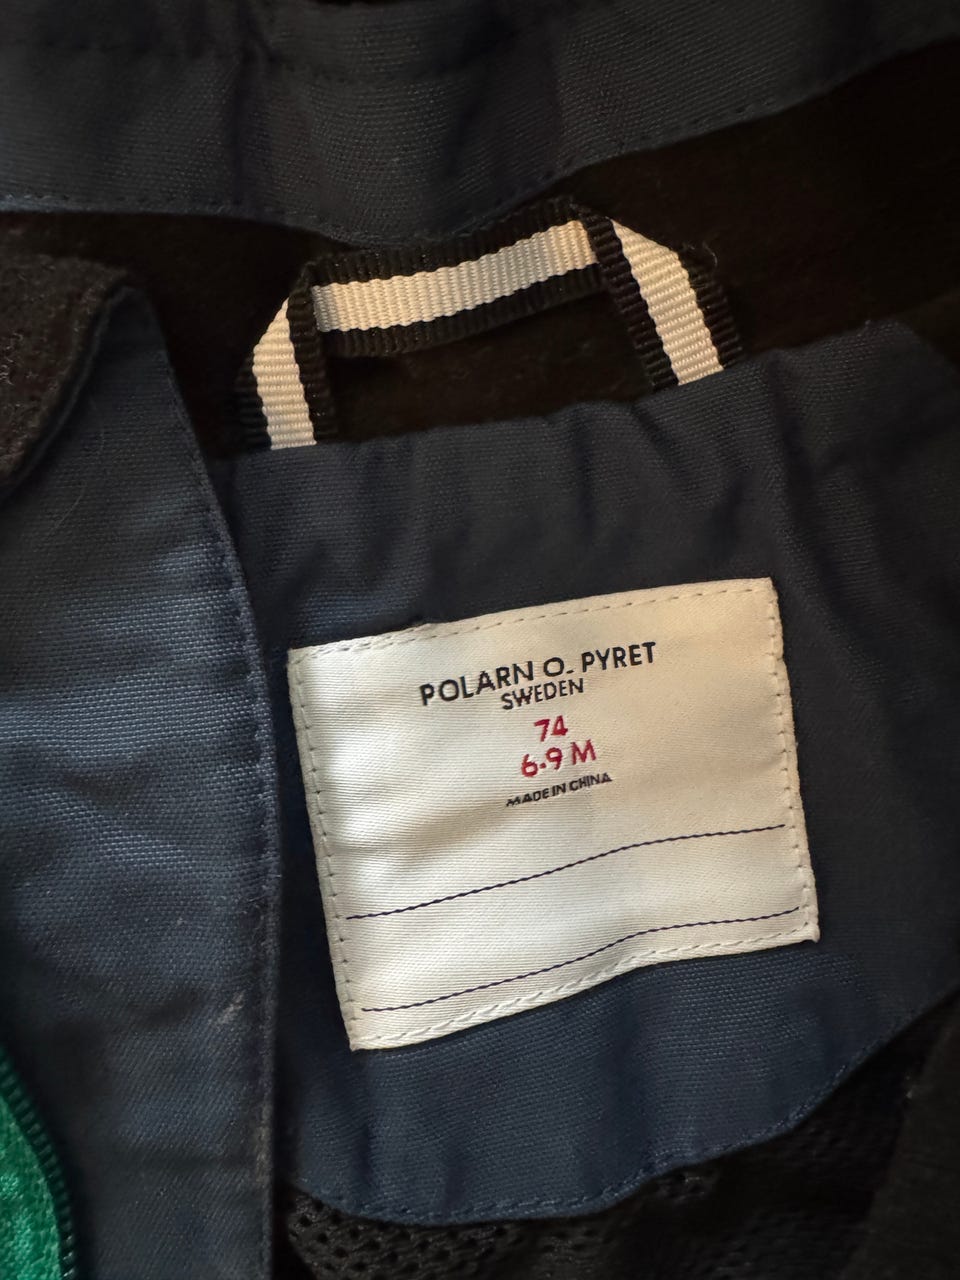 POLARN O. PYRET
SWEDEN
74
6-9 M
MADE IN CHINA